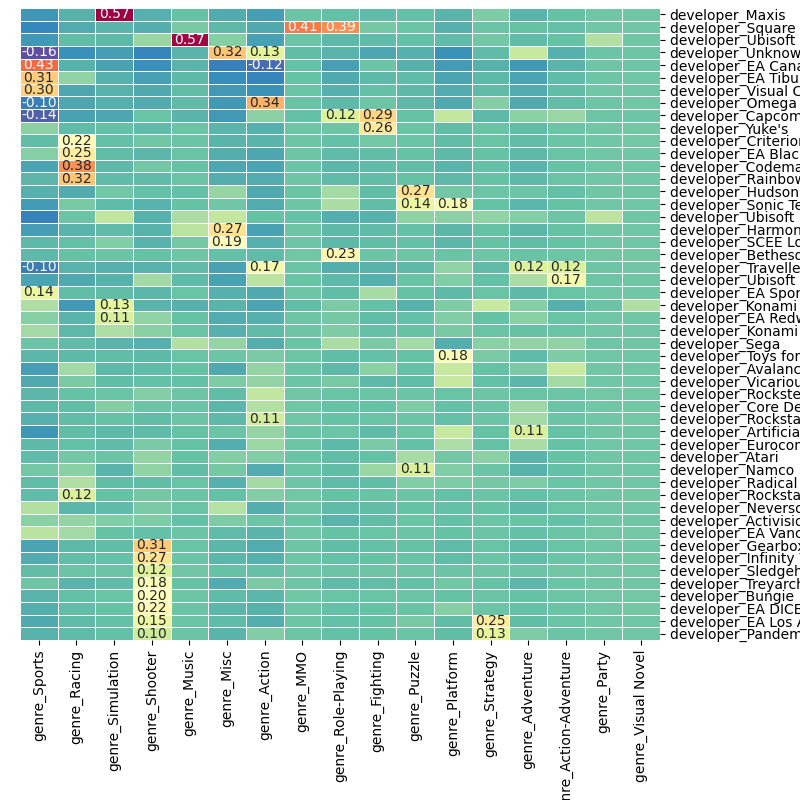 0.57 developer_Maxis
0.41 0.39 developer_Square
0.57 developer_Ubisoft
-0.16 0.32 0.13 developer_Unknow
0.43 -0.12 developer_EA Cana
0.31 developer_EA Tibu
0.30 developer_Visual C
-0.10 0.34 developer_Omega
-0.14 0.12 0.29 developer_Capcom
0.26 developer_Yuke's
0.22 developer_Criterion
0.25 developer_EA Blac
0.38 developer_Codema
0.32 developer_Rainbow
0.27 developer_Hudson
0.14 0.18 developer_Sonic Te
developer_Ubisoft
0.27 developer_Harmon
0.19 developer_SCEE Lo
0.23 developer_Bethesd
-0.10 0.17 0.12 0.12 developer_Travelle
0.17 developer_Ubisoft
0.14 developer_EA Spor
0.13 developer_Konami
0.11 developer_EA Redw
developer_Konami
developer_Sega
0.18 developer_Toys for
developer_Avalanc
developer_Vicariou
developer_Rockste
developer_Core De
0.11 developer_Rocksta
0.11 developer_Artificia
developer_Eurocon
developer_Atari
0.11 developer_Namco
developer_Radical
0.12 developer_Rocksta
developer_Neverso
developer_Activisio
developer_EA Vanc
0.31 developer_Gearbox
0.27 developer_Infinity
0.12 developer_Sledgeh
0.18 developer_Treyarch
0.20 developer_Bungie
0.22 developer_EA DICE
0.15 0.25 developer_EA Los A
0.10 0.13 developer_Pandem
genre_Sports
genre_Racing
genre_Simulation
genre_Shooter
genre_Music
genre_Misc
genre_Action
genre_MMO
genre_Role-Playing
genre_Fighting
genre_Puzzle
genre_Platform
genre_Strategy
genre_Adventure
nre_Action-Adventure
genre_Party
genre_Visual Novel